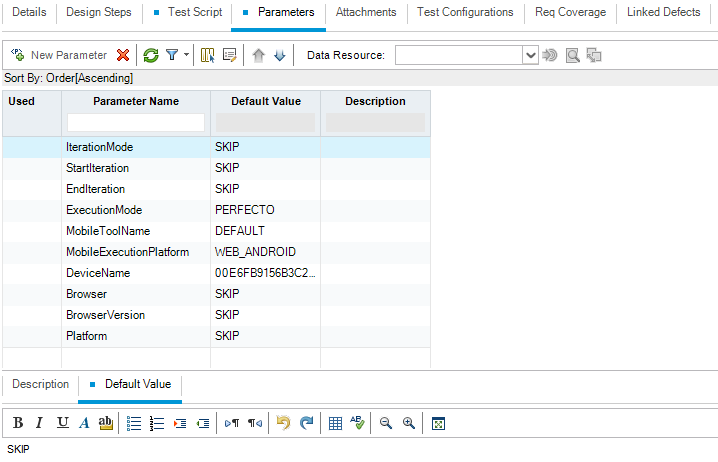 Details Design Steps Test Script Parameters Attachments Test Configurations Req Coverage Linked Defects
New Parameter Data Resource:
Sort By: Order[Ascending]
Used Parameter Name Default Value Description
IterationMode SKIP
StartIteration SKIP
EndIteration SKIP
ExecutionMode PERFECTO
MobileToolName DEFAULT
MobileExecutionPlatform WEB_ANDROID
DeviceName 00E6FB9156B3C2...
Browser SKIP
BrowserVersion SKIP
Platform SKIP
Description Default Value
B I U A ab
SKIP